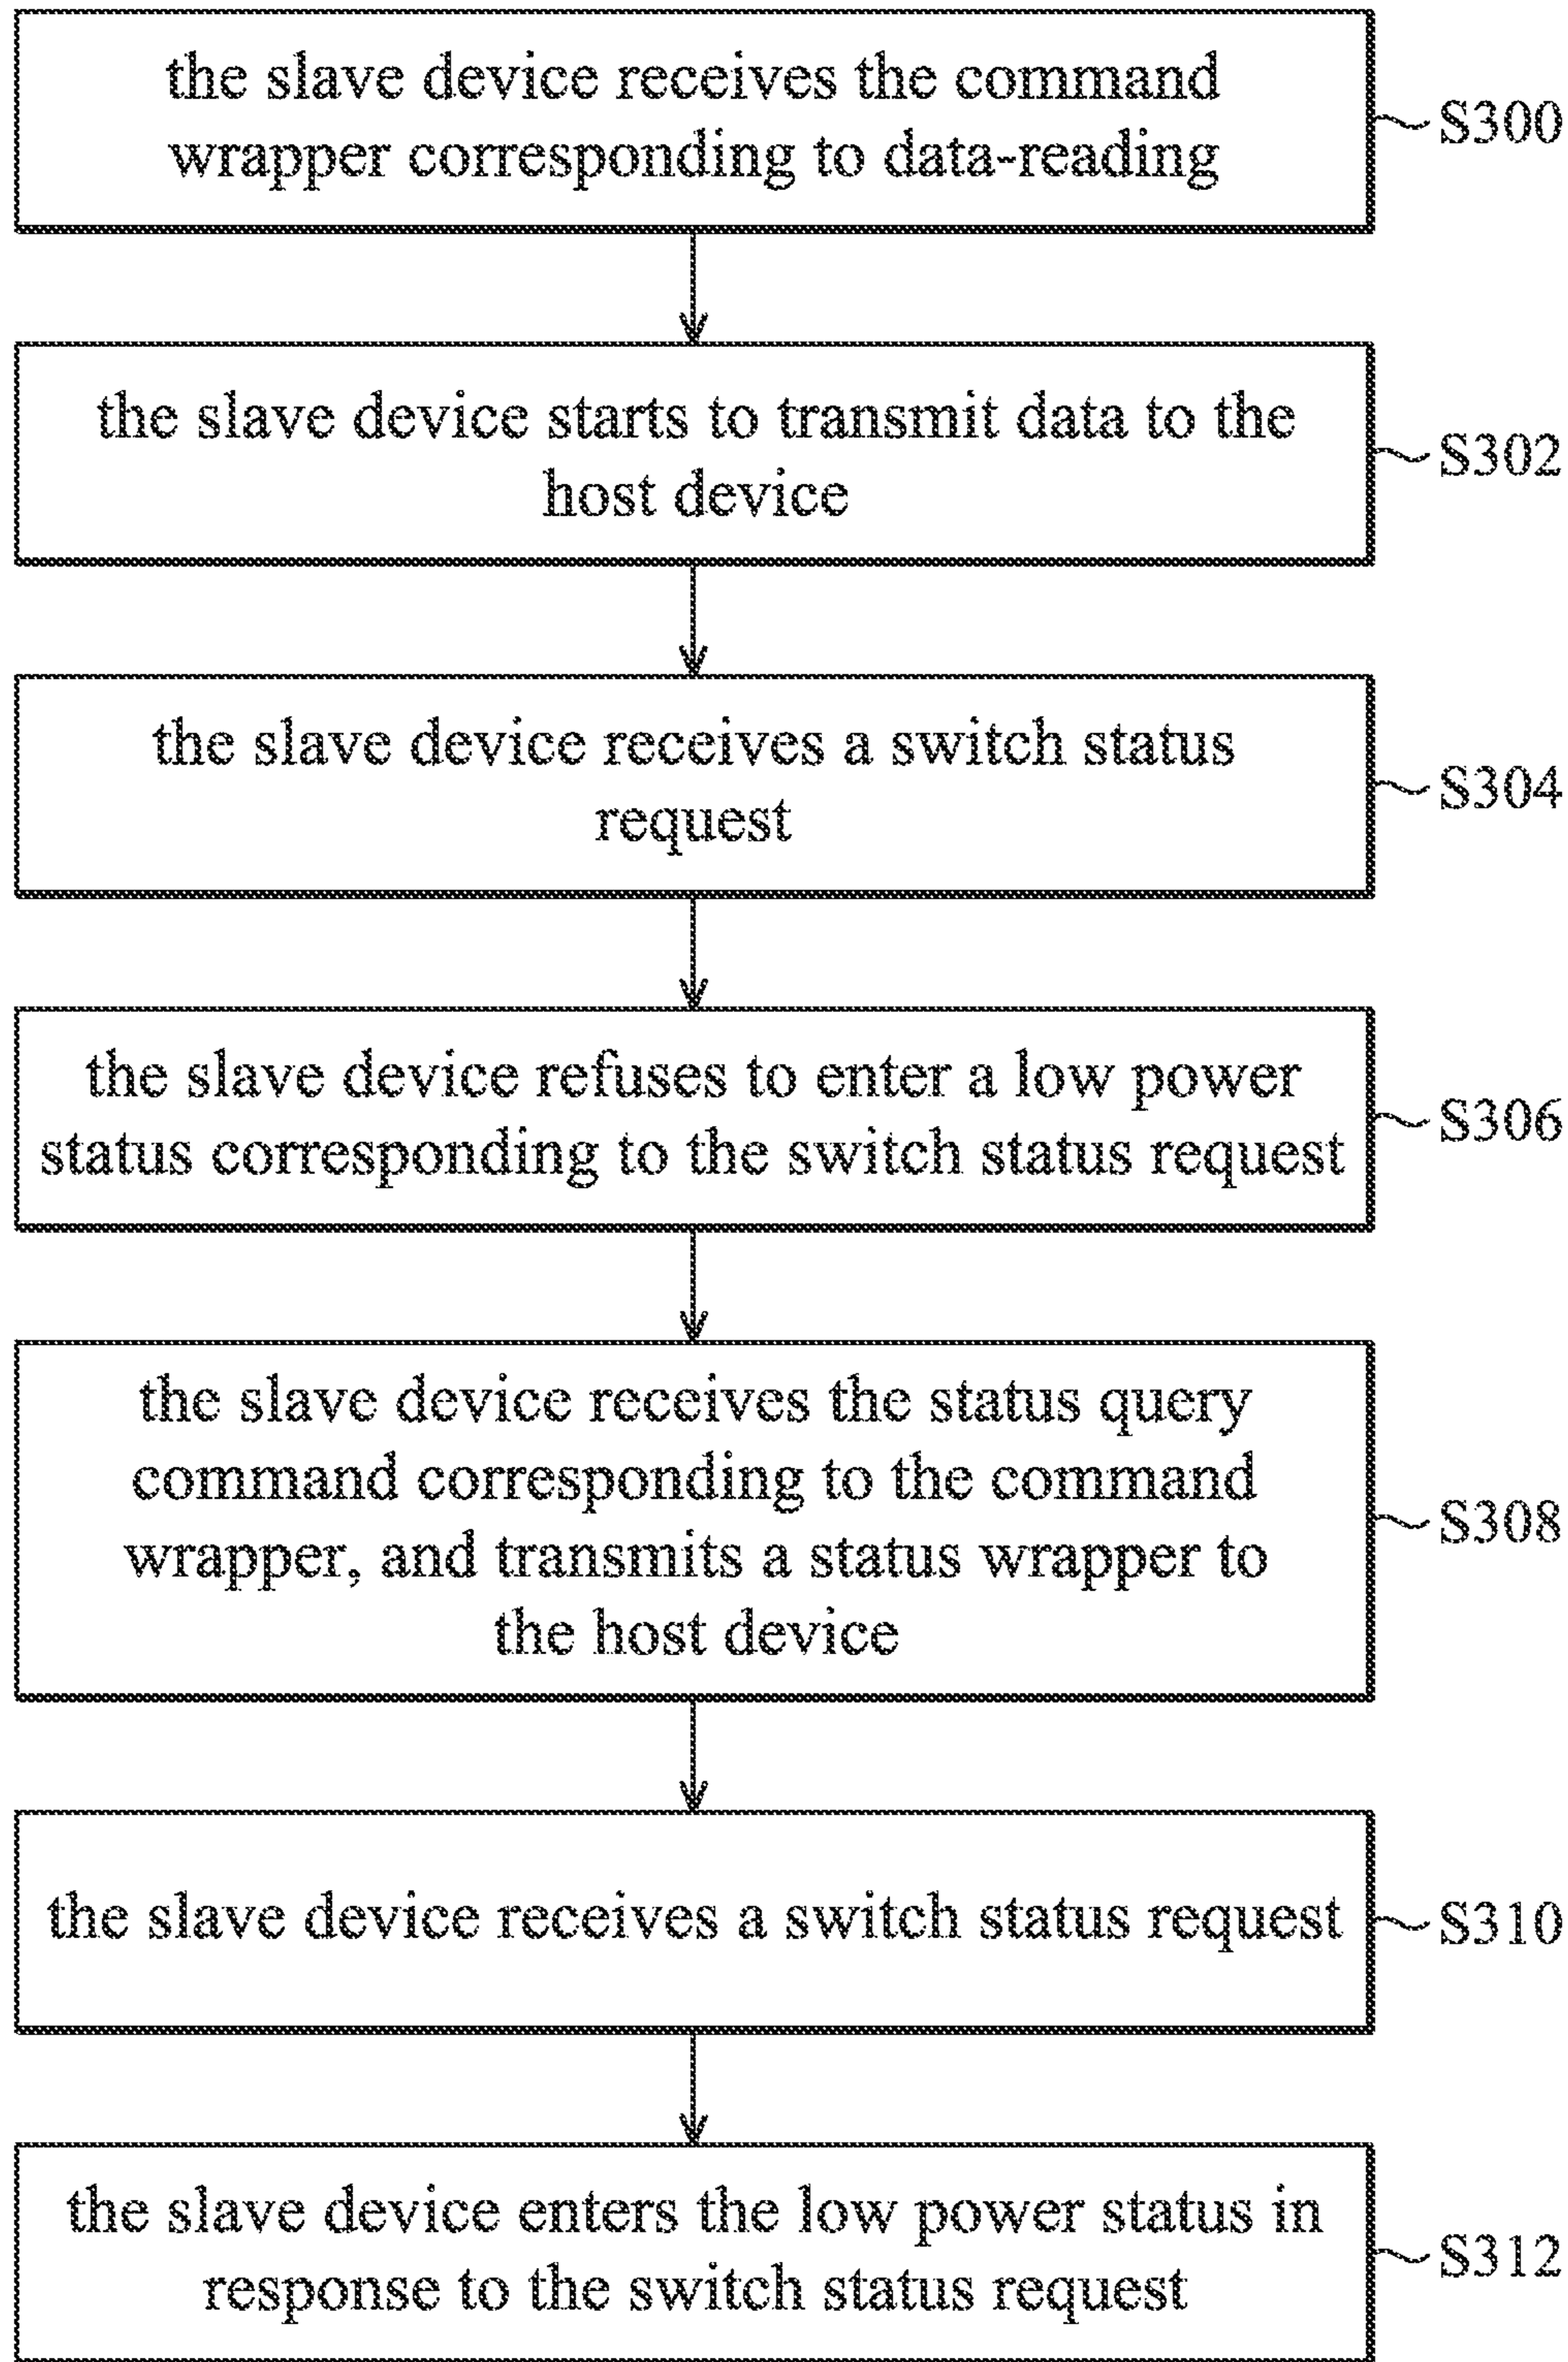 the slave device receives the command
wrapper corresponding to data-reading
S300
the slave device starts to transmit data to the
host device
S302
the slave device receives a switch status
request
S304
the slave device refuses to enter a low power
status corresponding to the switch status request
S306
the slave device receives the status query
command corresponding to the command
wrapper, and transmits a status wrapper to
the host device
S308
the slave device receives a switch status request
S310
the slave device enters the low power status in
response to the switch status request
S312